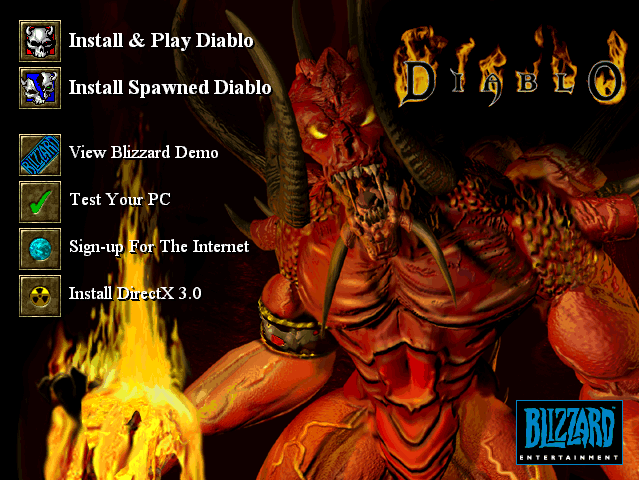 Install & Play Diablo
DIABLO
Install Spawned Diablo
BLIZZARD
View Blizzard Demo
Test Your PC
Sign-up For The Internet
Install DirectX 3.0
BLIZZARD
ENTERTAINMENT